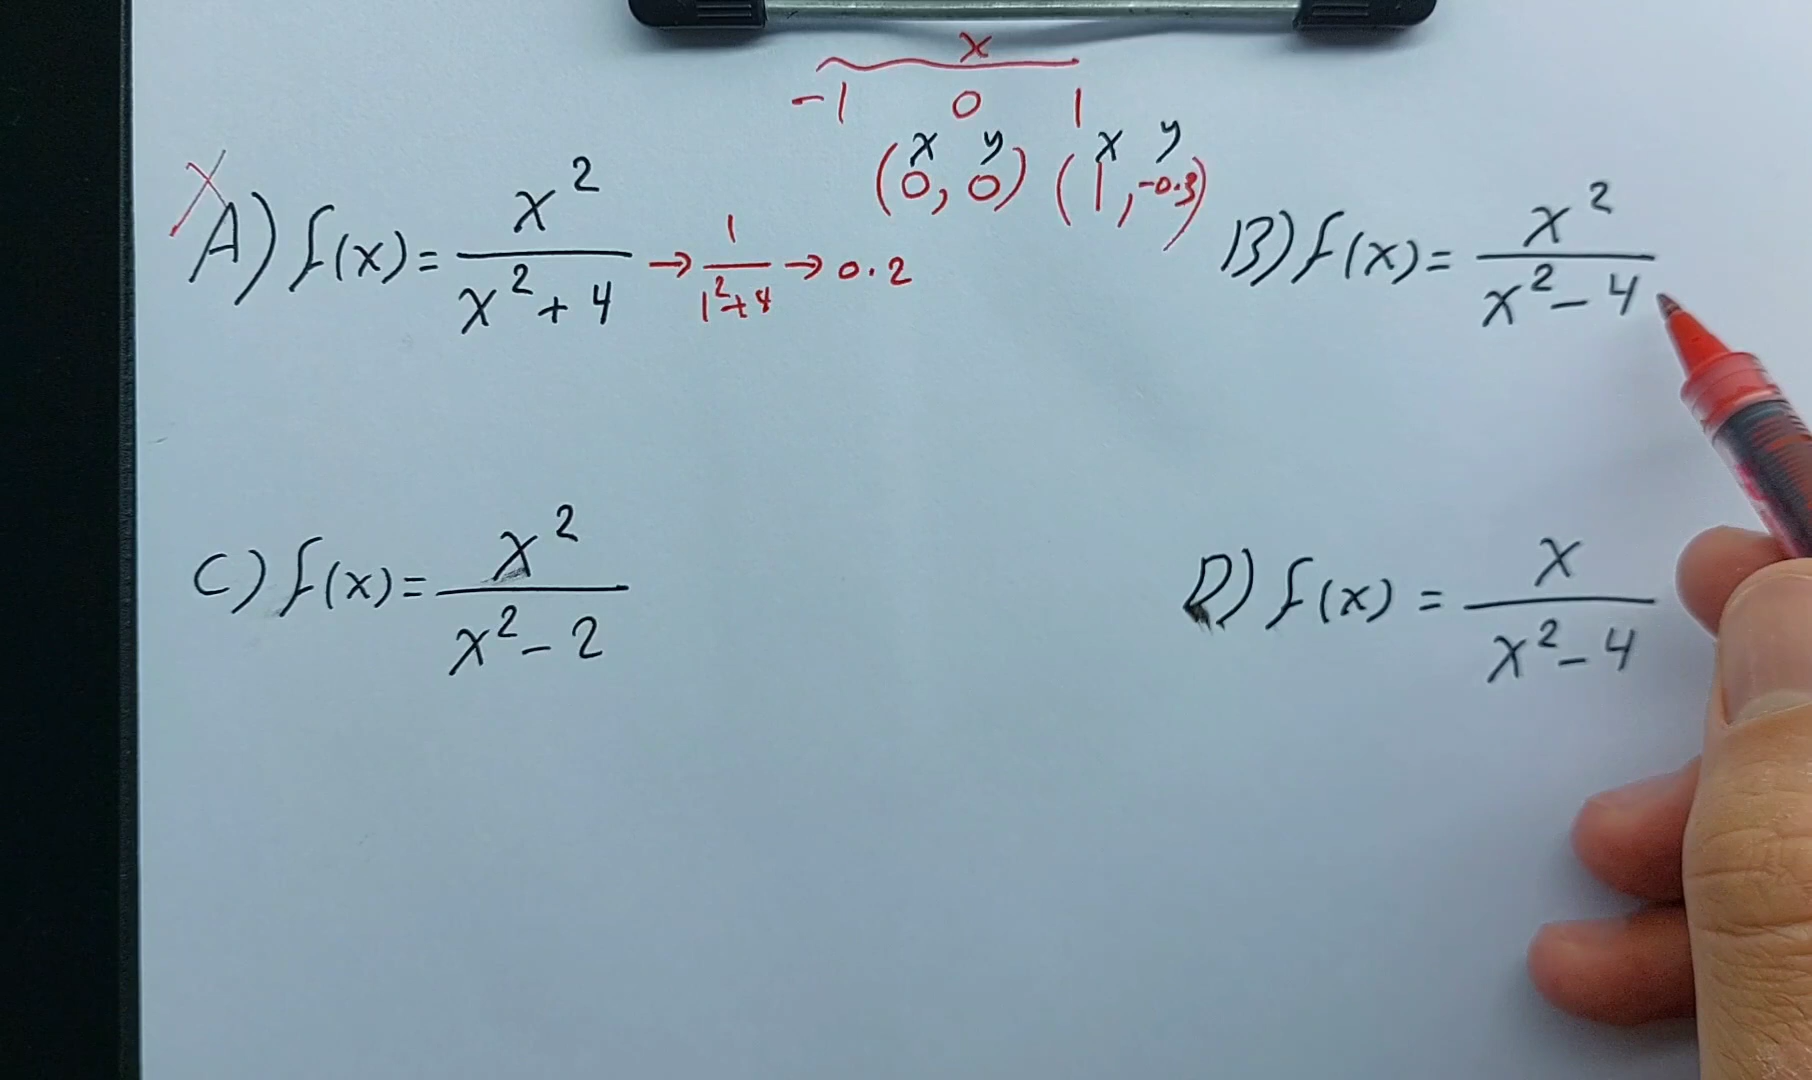 x
-1 0 1
x y x y
(0, 0) (1, -0.3)
A) f(x) = x² / x² + 4 → 1 / 1² + 4 → 0.2
B) f(x) = x² / x² - 4
C) f(x) = x² / x² - 2
D) f(x) = x / x² - 4